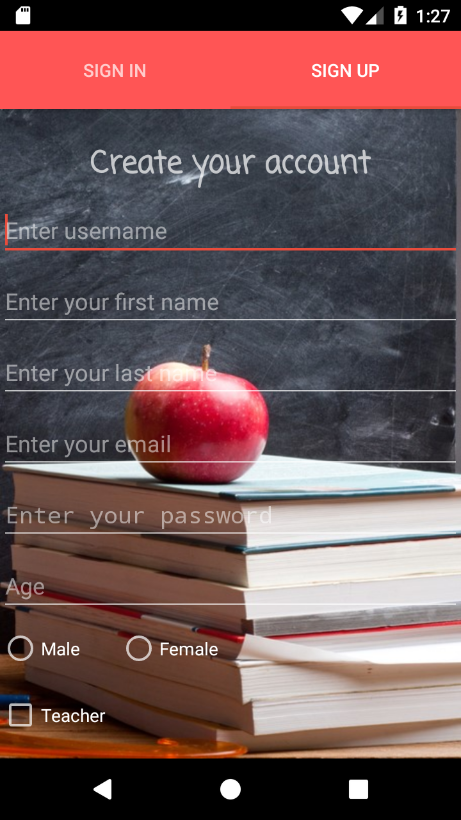 1:27
SIGN IN SIGN UP
Create your account
Enter username
Enter your first name
Enter your last name
Enter your email
Enter your password
Age
Male Female
Teacher